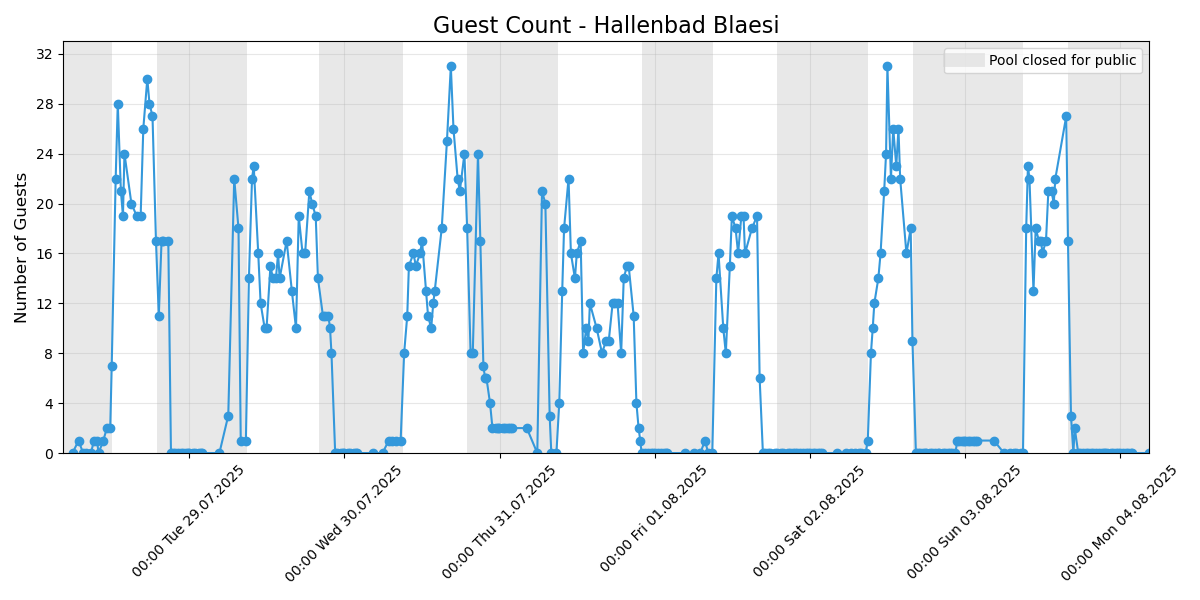 Guest Count - Hallenbad Blaesi
Pool closed for public
Number of Guests
32
28
24
20
16
12
8
4
0
00:00 Tue 29.07.2025
00:00 Wed 30.07.2025
00:00 Thu 31.07.2025
00:00 Fri 01.08.2025
00:00 Sat 02.08.2025
00:00 Sun 03.08.2025
00:00 Mon 04.08.2025